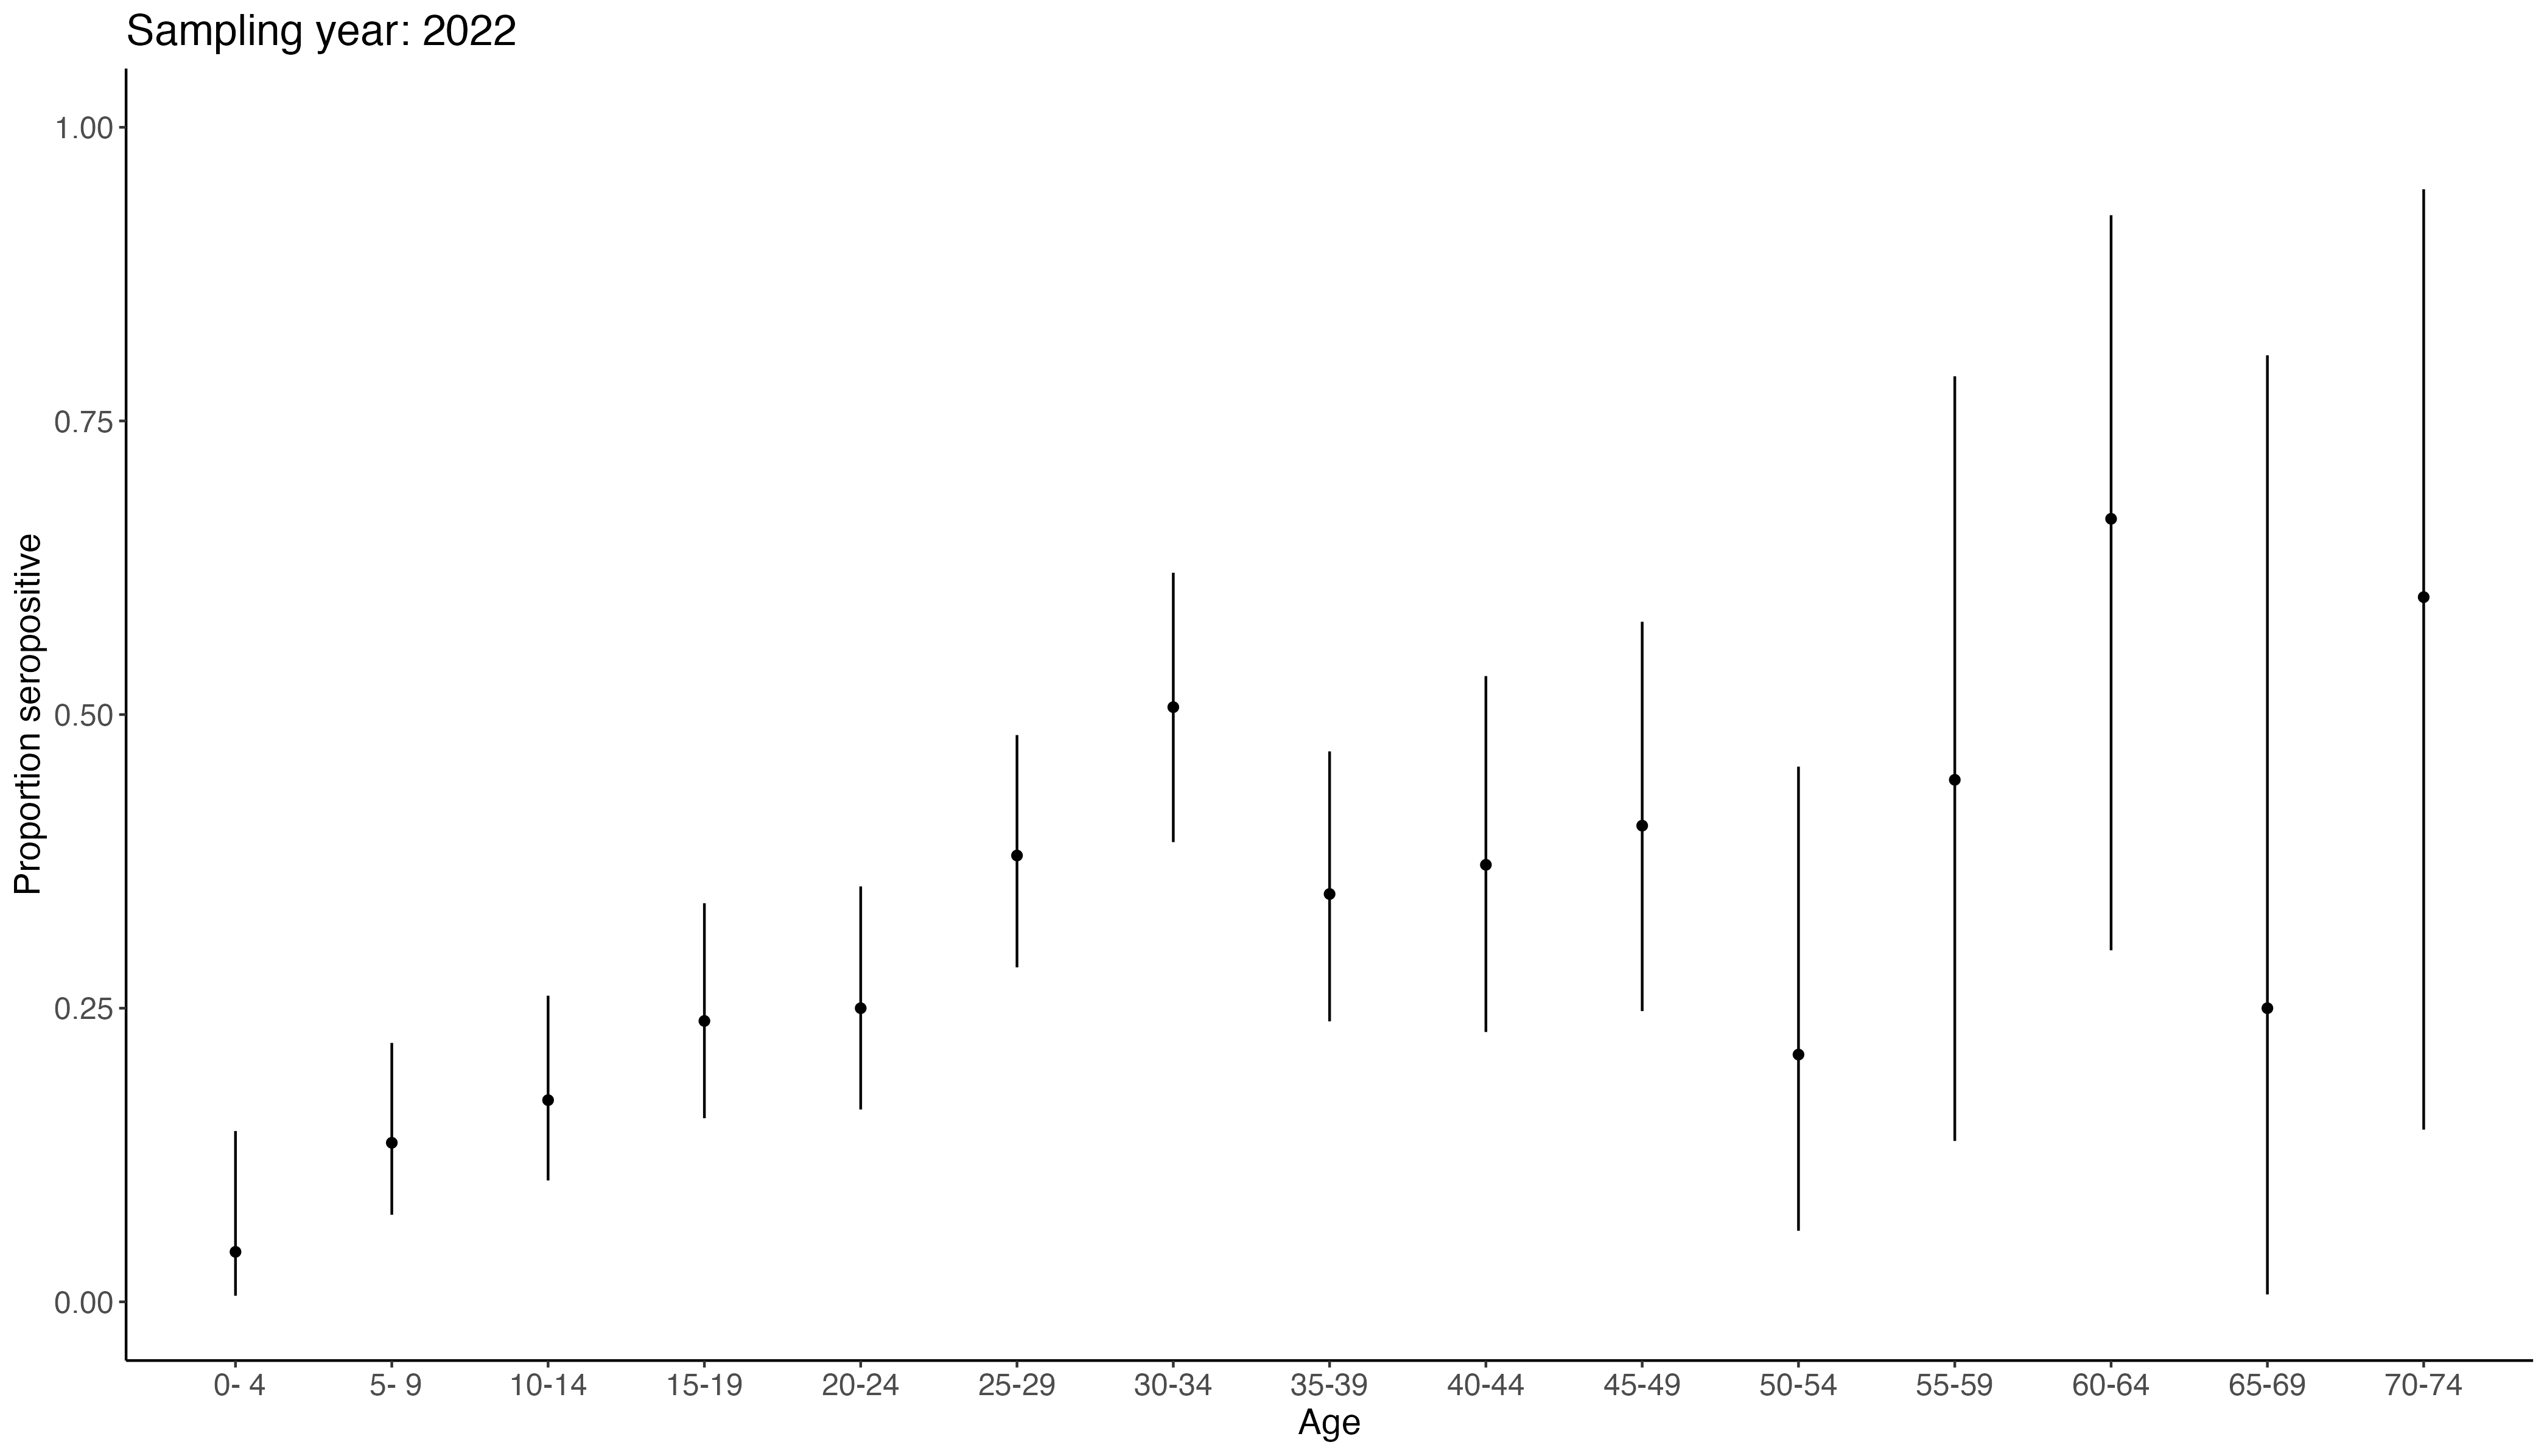 Sampling year: 2022
Proportion seropositive
1.00
0.75
0.50
0.25
0.00
0- 4 5- 9 10-14 15-19 20-24 25-29 30-34 35-39 40-44 45-49 50-54 55-59 60-64 65-69 70-74
Age